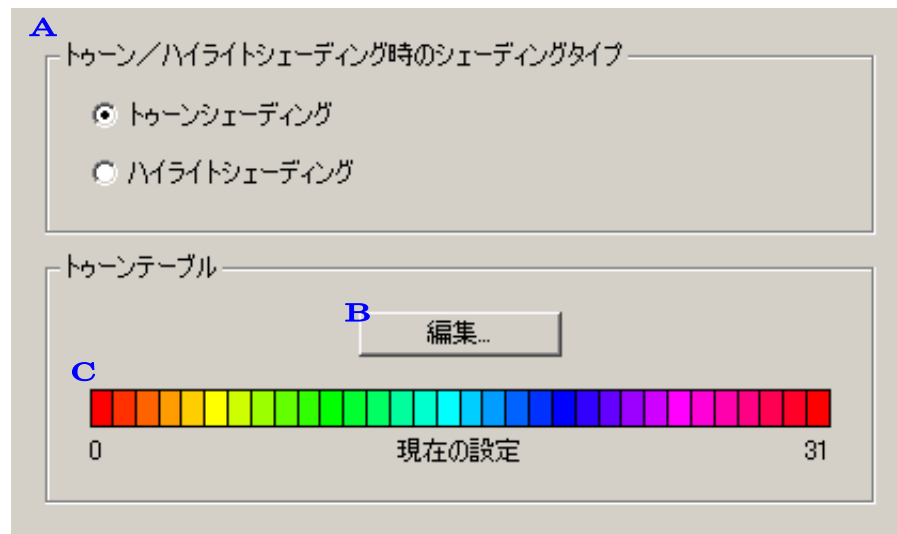 A
トゥーン／ハイライトシェーディング時のシェーディングタイプ
トゥーンシェーディング
ハイライトシェーディング
トゥーンテーブル
B
編集...
C
0 現在の設定 31